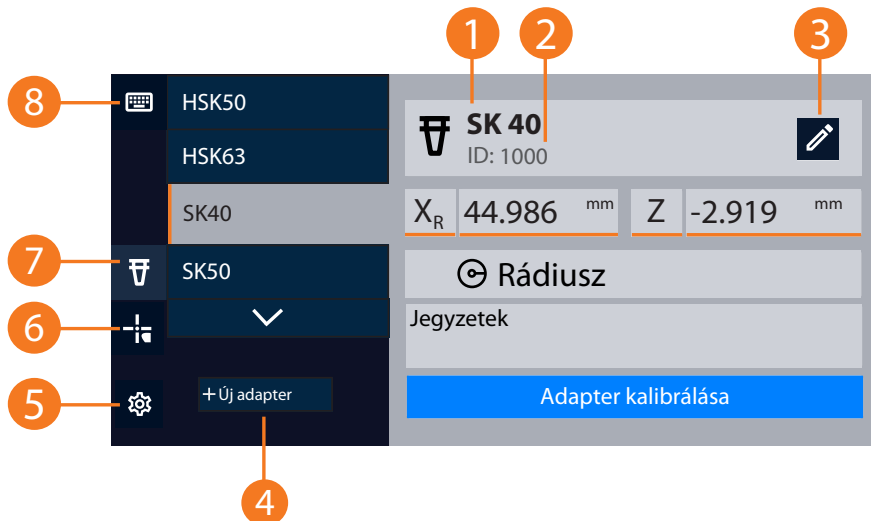 1 2 3
8 HSK50
HSK63
SK40
7 SK50
6
5 +Új adapter
4
SK 40
ID: 1000
XR 44.986 mm Z -2.919 mm
Rádiusz
Jegyzetek
Adapter kalibrálása